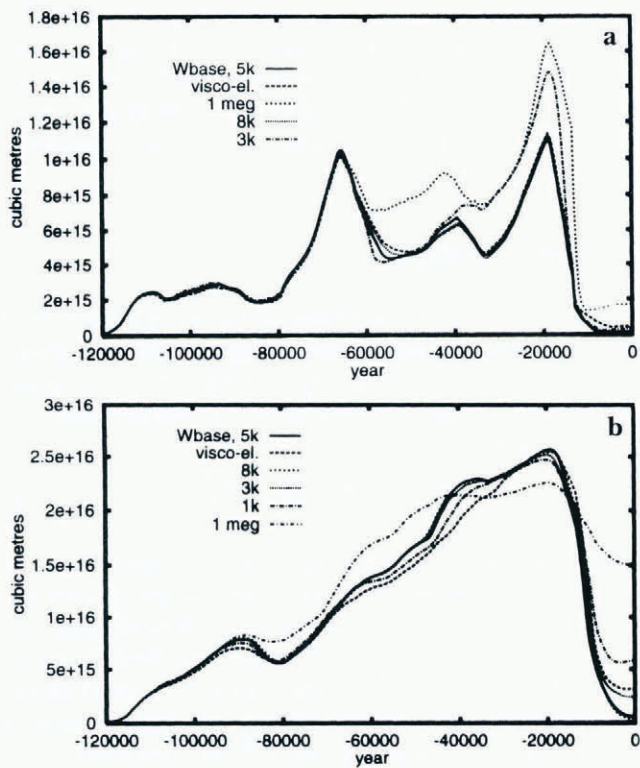 1.8e+16
1.6e+16
1.4e+16
1.2e+16
1e+16
8e+15
6e+15
4e+15
2e+15
0
cubic metres
a
Wbase, 5k
visco-el.
1 meg
8k
3k
-120000 -100000 -80000 -60000 -40000 -20000 0
year
3e+16
2.5e+16
2e+16
1.5e+16
1e+16
5e+15
0
cubic metres
b
Wbase, 5k
visco-el.
8k
3k
1k
1 meg
-120000 -100000 -80000 -60000 -40000 -20000 0
year